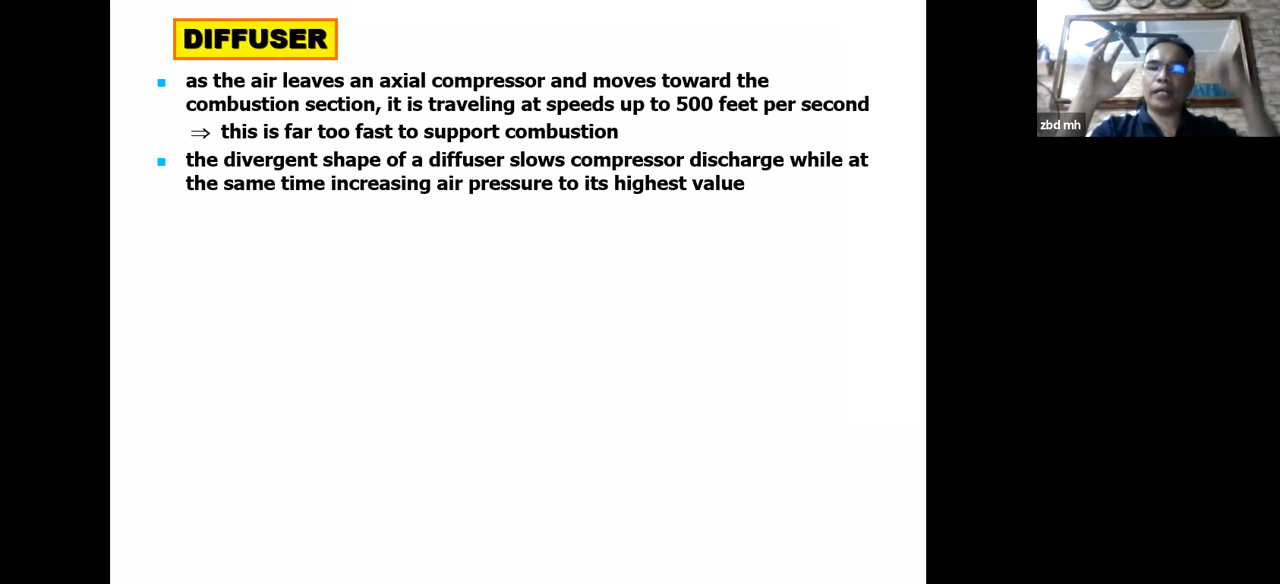 DIFFUSER
as the air leaves an axial compressor and moves toward the
combustion section, it is traveling at speeds up to 500 feet per second
⇒ this is far too fast to support combustion
the divergent shape of a diffuser slows compressor discharge while at
the same time increasing air pressure to its highest value
zbd mh